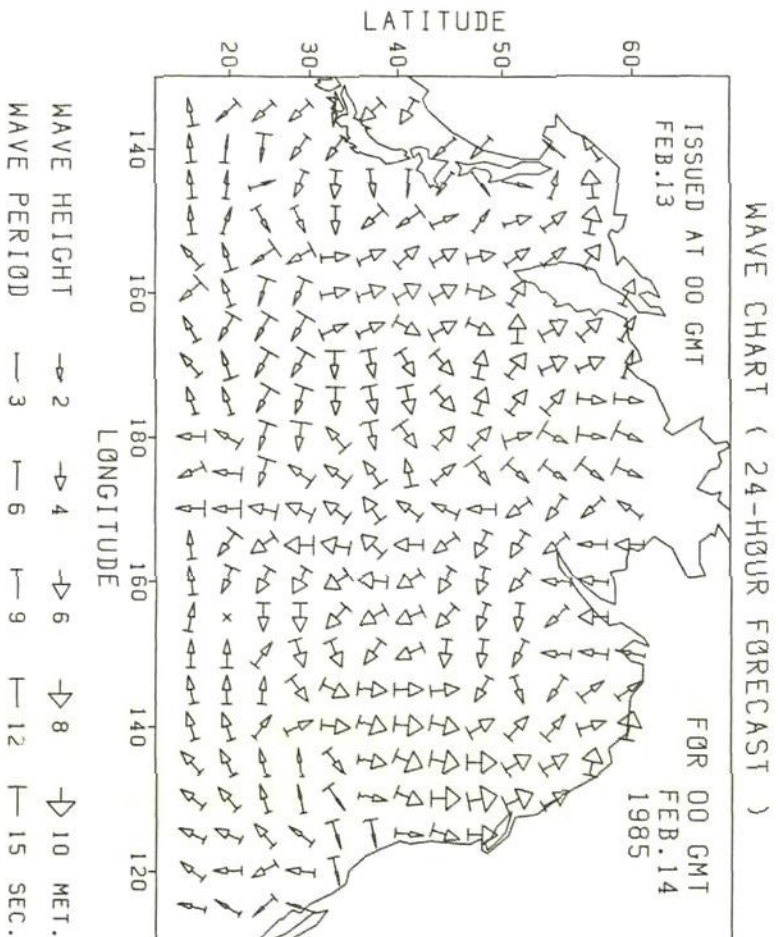 WAVE CHART ( 24-HOUR FORECAST )
ISSUED AT 00 GMT
FEB.13
FOR 00 GMT
FEB.14
1985
LATITUDE
60
50
40
30
20
140
160
180
160
140
120
LONGITUDE
WAVE HEIGHT 2 4 6 8 10 MET.
WAVE PERIOD 3 6 9 12 15 SEC.